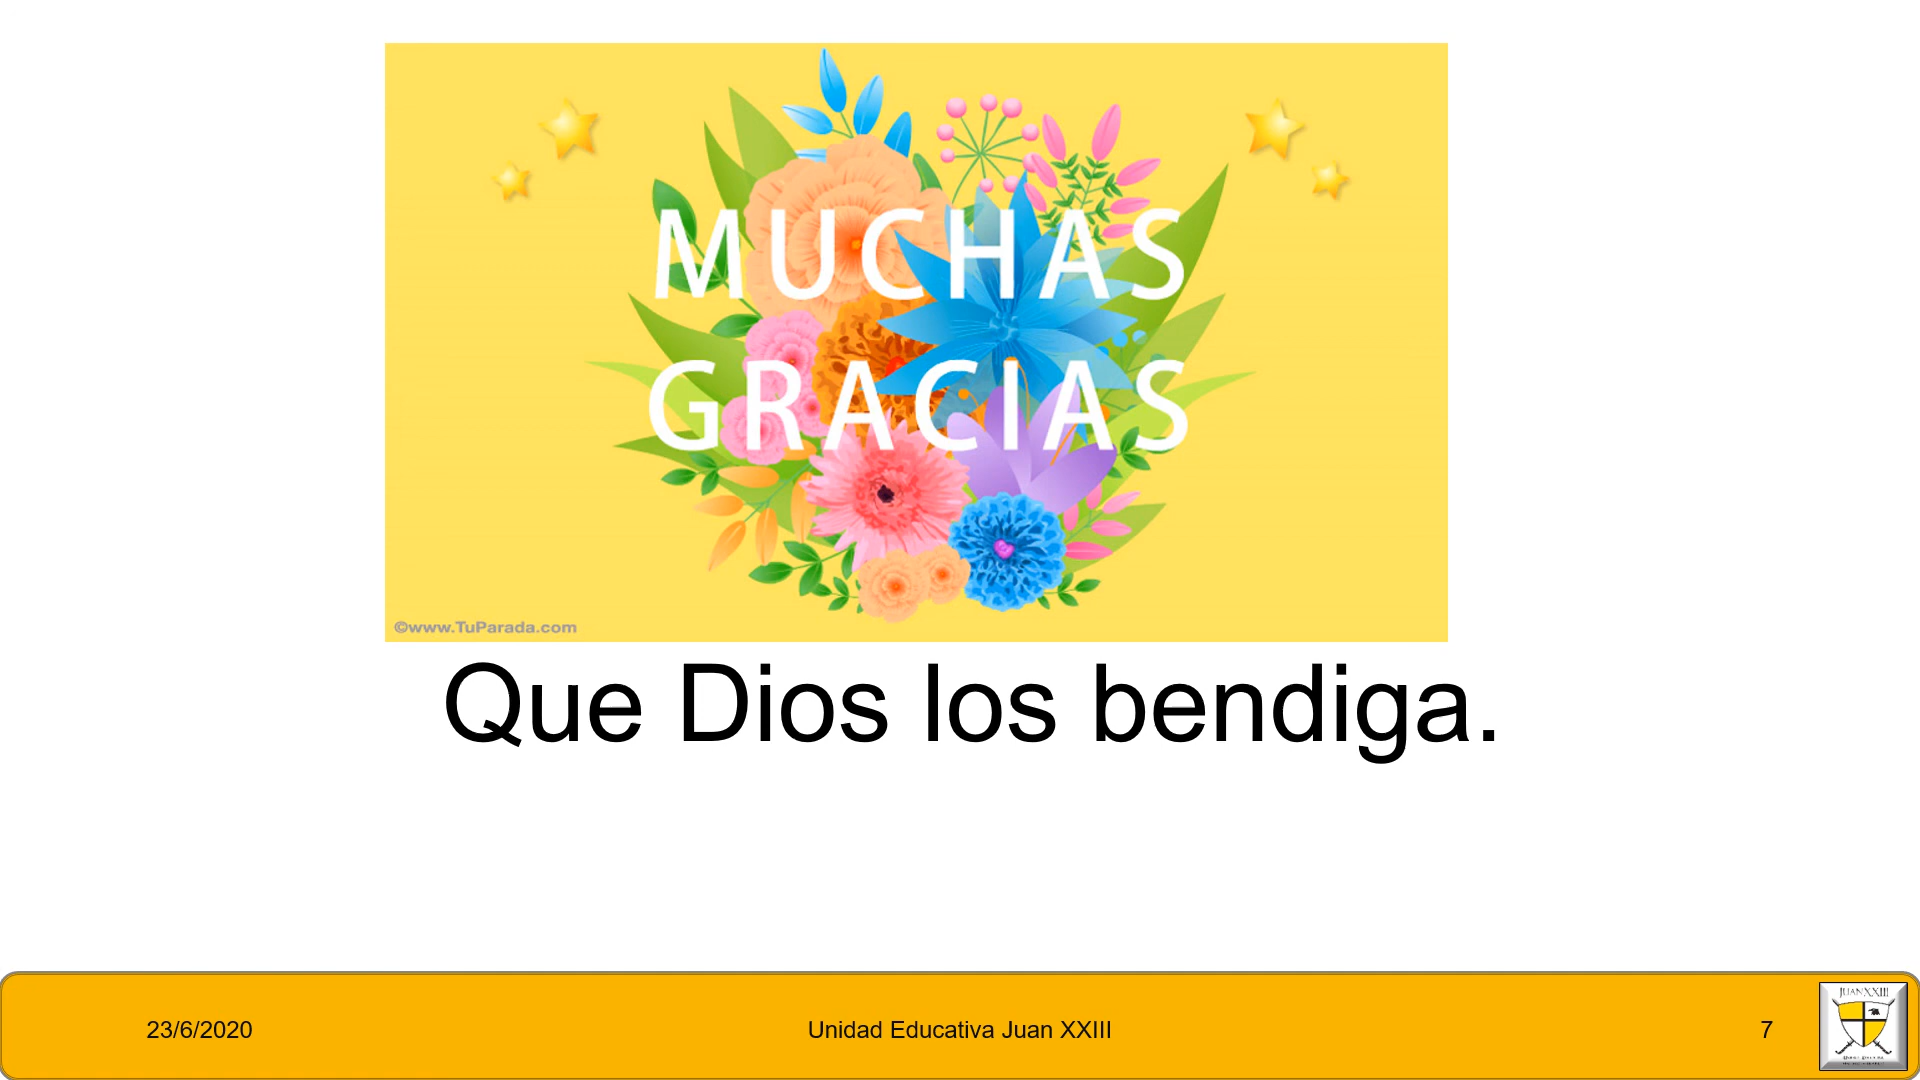 MUCHAS
GRACIAS
©www.TuParada.com
Que Dios los bendiga.
23/6/2020
Unidad Educativa Juan XXIII
7
JUAN XXIII